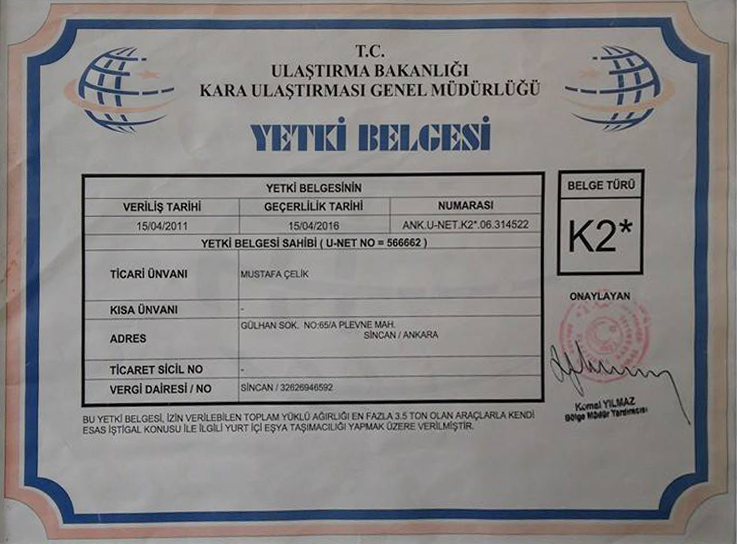 T.C.
ULAŞTIRMA BAKANLIĞI
KARA ULAŞTIRMASI GENEL MÜDÜRLÜĞÜ
YETKİ BELGESİ
YETKİ BELGESİNİN
VERİLİŞ TARİHİ GEÇERLİLİK TARİHİ NUMARASI
15/04/2011 15/04/2016 ANK.U-NET.K2*.06.314522
YETKİ BELGESİ SAHİBİ ( U-NET NO = 566662 )
TİCARİ ÜNVANI MUSTAFA ÇELİK
KISA ÜNVANI -
ADRES GÜLHAN SOK. NO:65/A PLEVNE MAH.
SİNCAN / ANKARA
TİCARET SİCİL NO -
VERGİ DAİRESİ / NO SİNCAN / 32626946592
BU YETKİ BELGESİ, İZİN VERİLEBİLEN TOPLAM YÜKLÜ AĞIRLIĞI EN FAZLA 3.5 TON OLAN ARAÇLARLA KENDİ
ESAS İŞTİGAL KONUSU İLE İLGİLİ YURT İÇİ EŞYA TAŞIMACILIĞI YAPMAK ÜZERE VERİLMİŞTİR.
BELGE TÜRÜ
K2*
ONAYLAYAN
Kemal YILMAZ
Bölge Müdür Yardımcısı